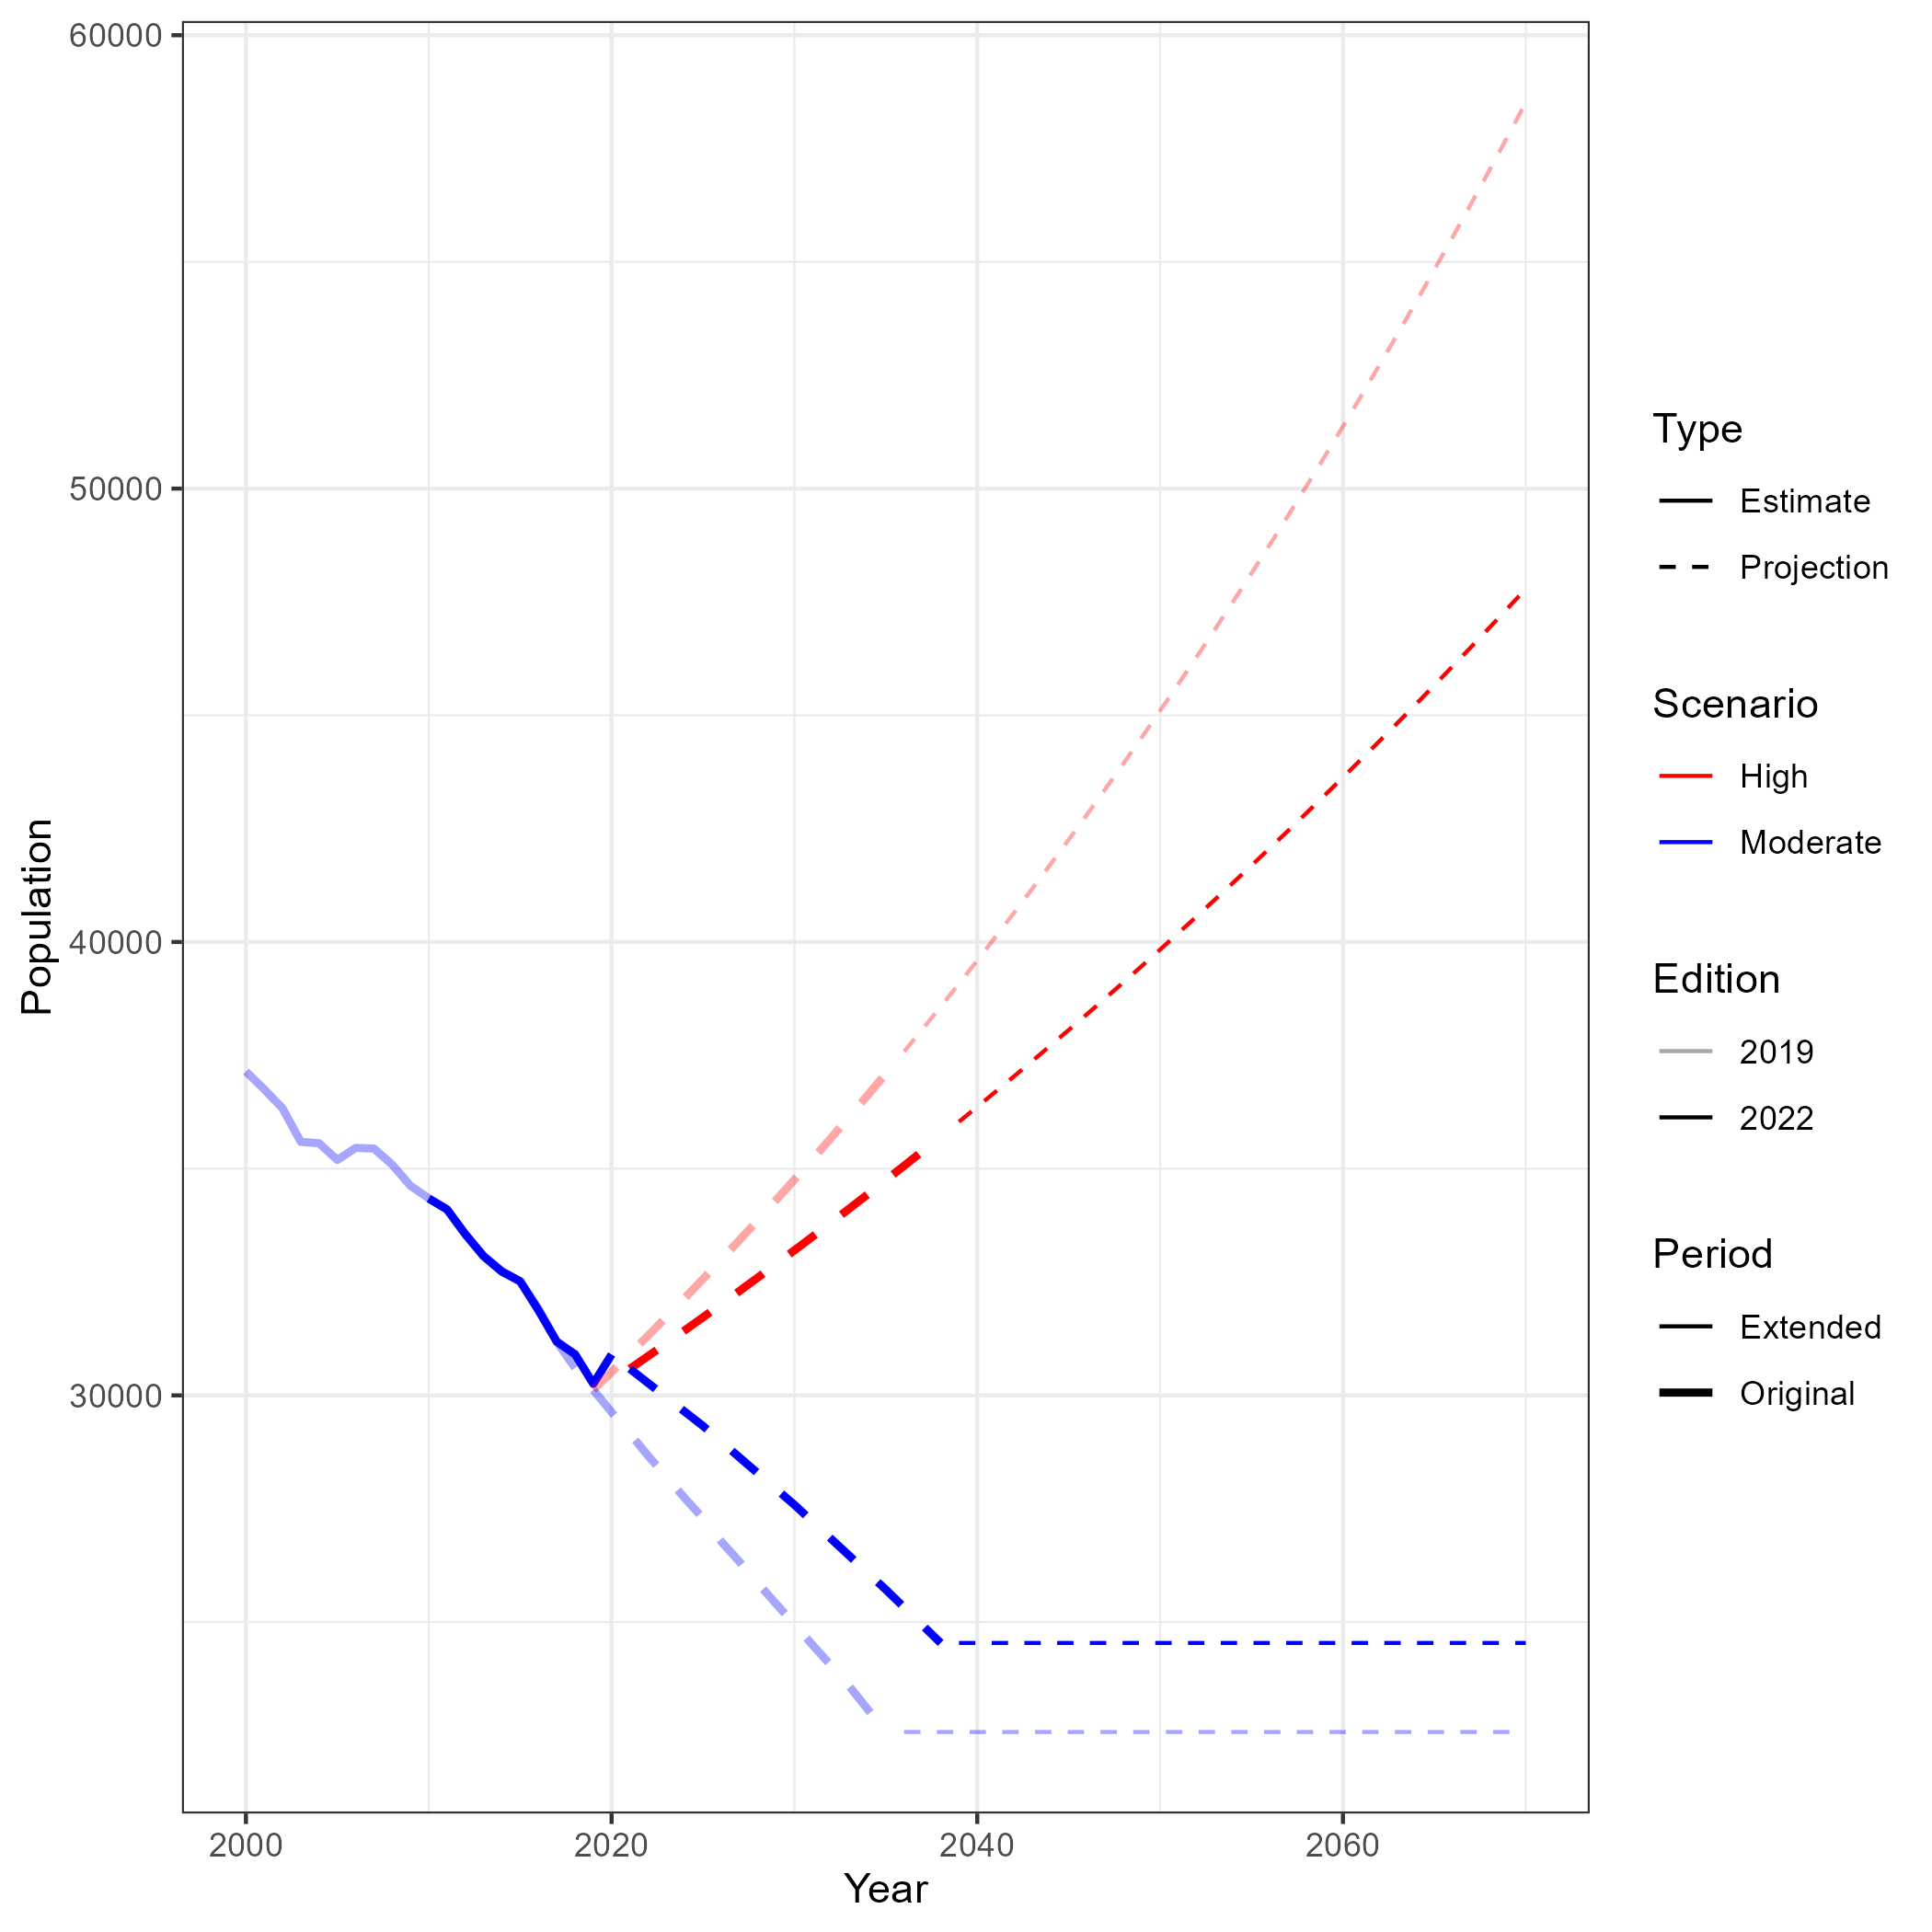 60000
50000
40000
30000
Population
2000
2020
2040
2060
Year
Type
Estimate
Projection
Scenario
High
Moderate
Edition
2019
2022
Period
Extended
Original